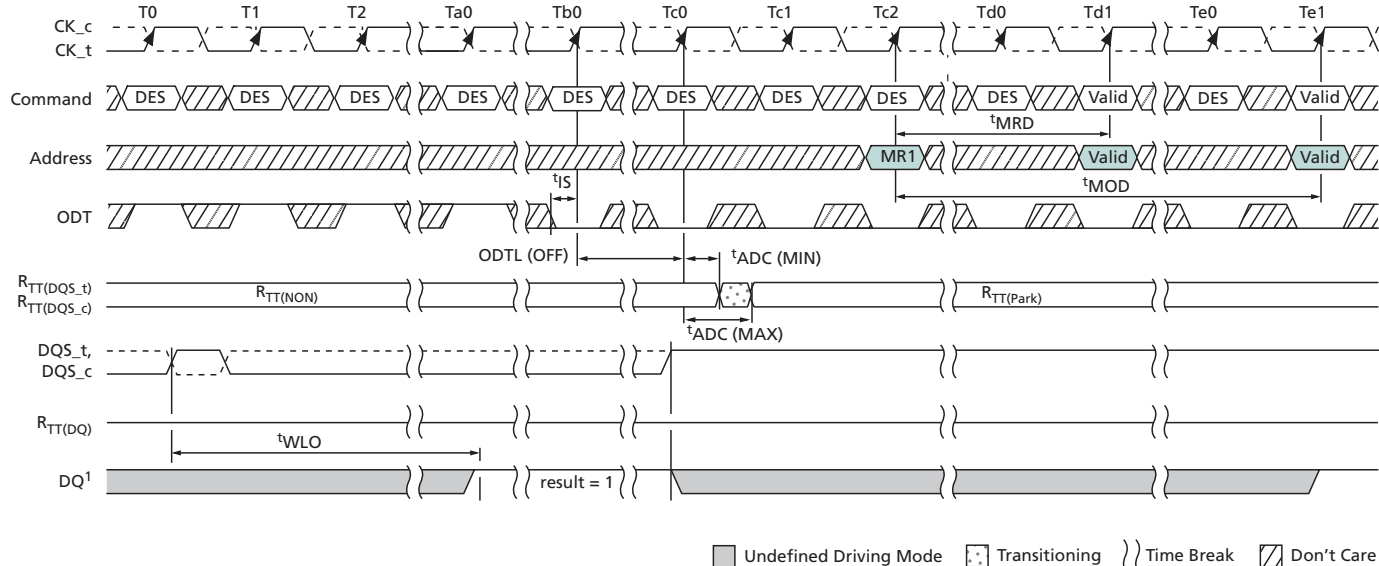 T0 T1 T2 Ta0 Tb0 Tc0 Tc1 Tc2 Td0 Td1 Te0 Te1
CK_c
CK_t
Command DES DES DES DES DES DES DES DES DES Valid DES Valid
tMRD
Address MR1 Valid Valid
tIS tMOD
ODT
ODTL (OFF) tADC (MIN)
RTT(DQS_t)
RTT(DQS_c)
RTT(NON) RTT(Park)
tADC (MAX)
DQS_t,
DQS_c
RTT(DQ)
tWLO
DQ1 result = 1
Undefined Driving Mode Transitioning Time Break Don't Care